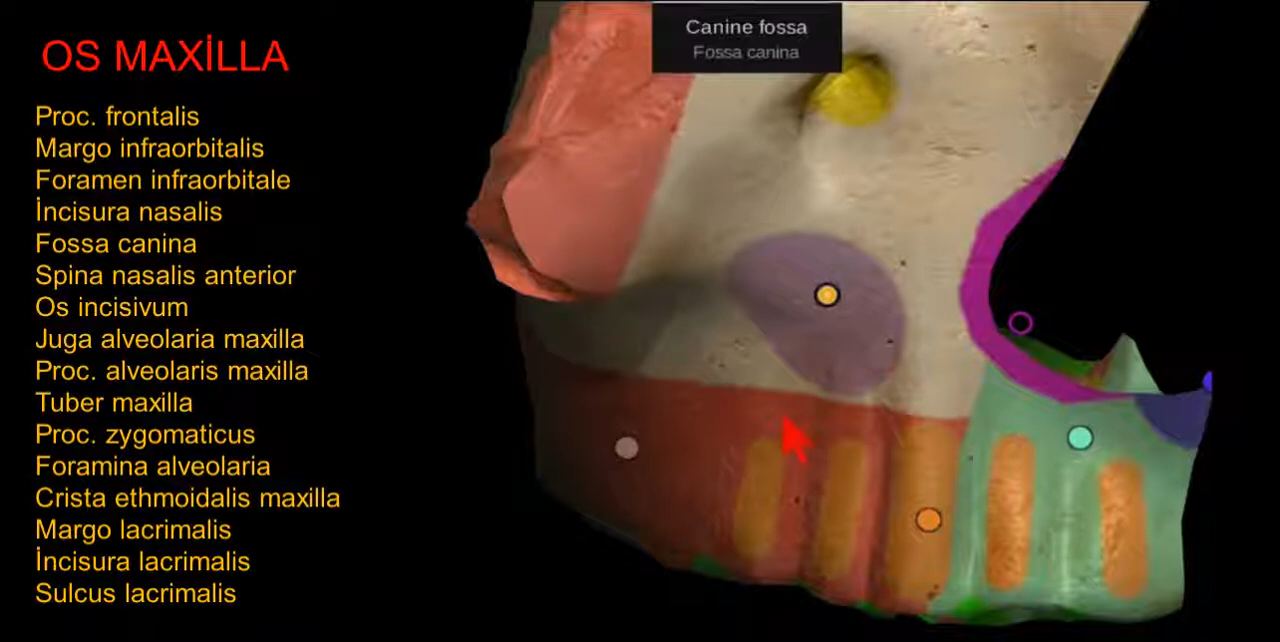 OS MAXİLLA
Proc. frontalis
Margo infraorbitalis
Foramen infraorbitale
İncisura nasalis
Fossa canina
Spina nasalis anterior
Os incisivum
Juga alveolaria maxilla
Proc. alveolaris maxilla
Tuber maxilla
Proc. zygomaticus
Foramina alveolaria
Crista ethmoidalis maxilla
Margo lacrimalis
İncisura lacrimalis
Sulcus lacrimalis
Canine fossa
Fossa canina